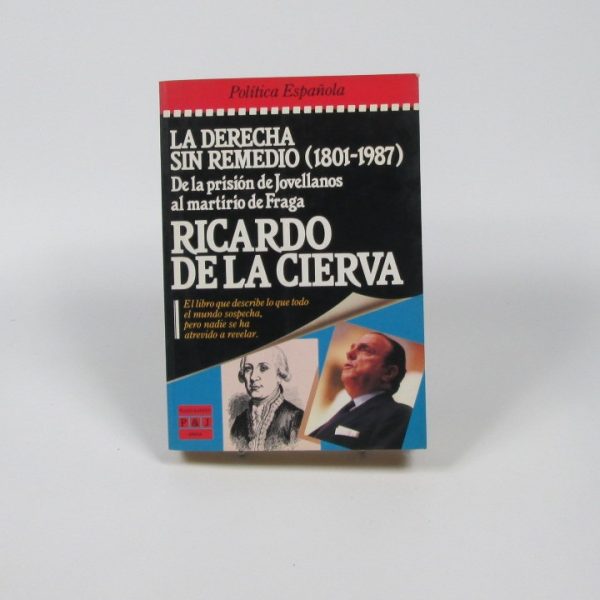 Política Española
LA DERECHA
SIN REMEDIO (1801-1987)
De la prisión de Jovellanos
al martirio de Fraga
RICARDO
DE LA CIERVA
El libro que describe lo que todo
el mundo sospecha,
pero nadie se ha
atrevido a revelar.
P & J